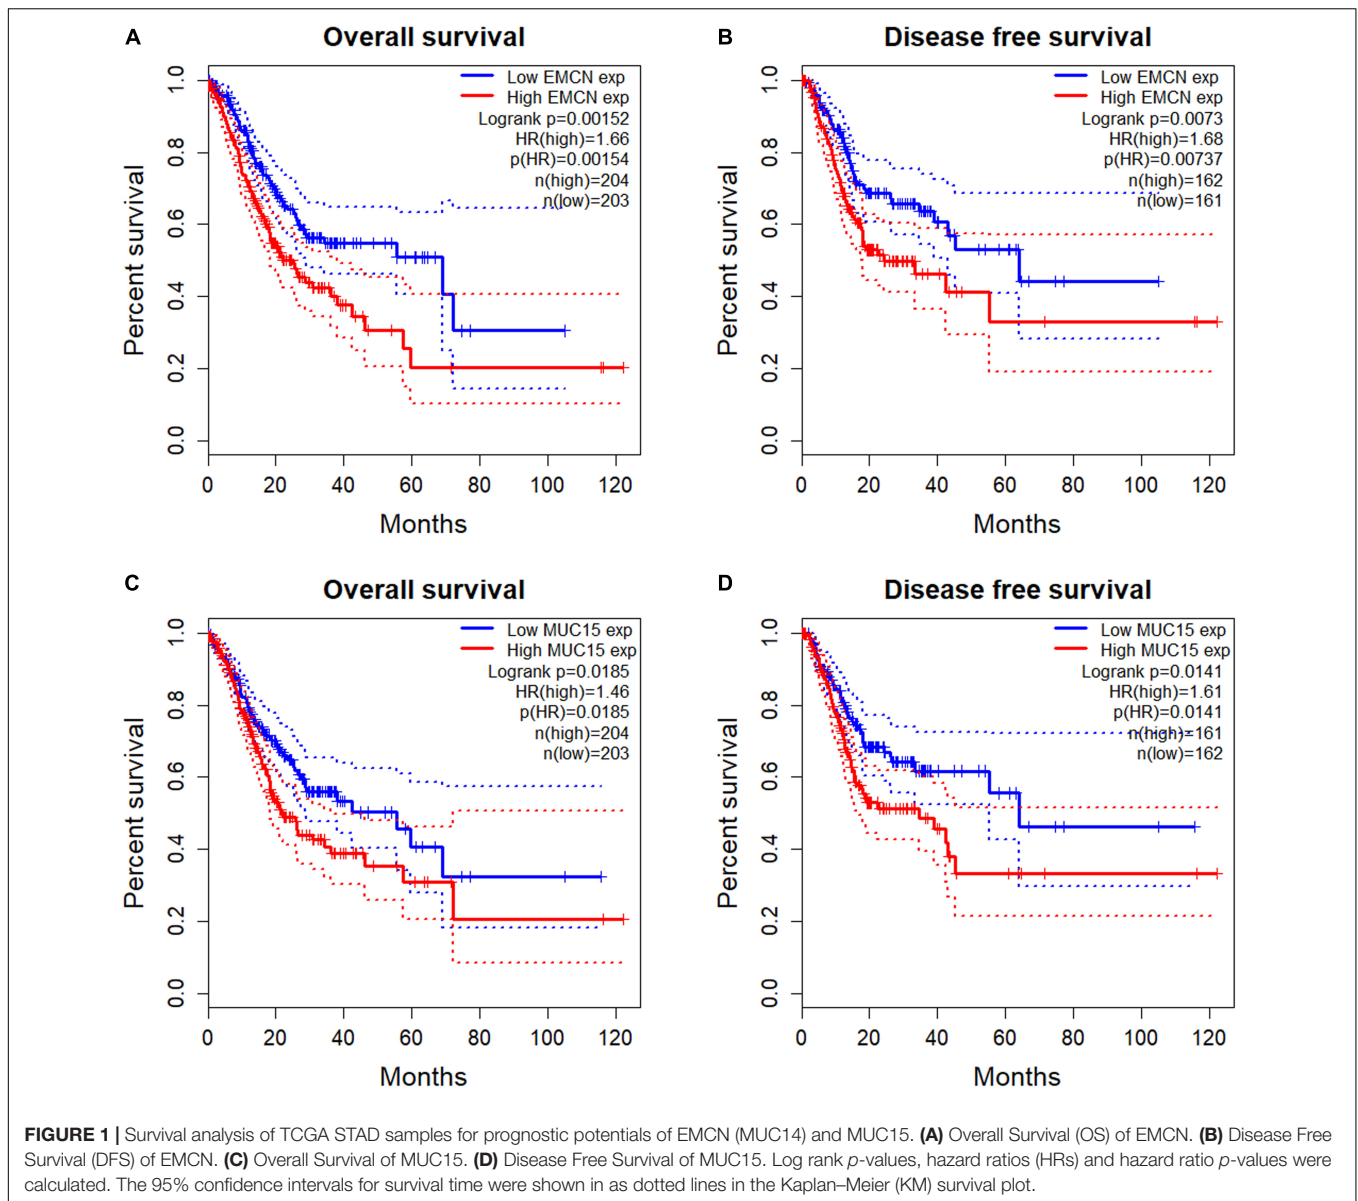 A
Overall survival
Low EMCN exp
High EMCN exp
Logrank p=0.00152
HR(high)=1.66
p(HR)=0.00154
n(high)=204
n(low)=203
Percent survival
1.0
0.8
0.6
0.4
0.2
0.0
0 20 40 60 80 100 120
Months
B
Disease free survival
Low EMCN exp
High EMCN exp
Logrank p=0.0073
HR(high)=1.68
p(HR)=0.00737
n(high)=162
n(low)=161
Percent survival
1.0
0.8
0.6
0.4
0.2
0.0
0 20 40 60 80 100 120
Months
C
Overall survival
Low MUC15 exp
High MUC15 exp
Logrank p=0.0185
HR(high)=1.46
p(HR)=0.0185
n(high)=204
n(low)=203
Percent survival
1.0
0.8
0.6
0.4
0.2
0.0
0 20 40 60 80 100 120
Months
D
Disease free survival
Low MUC15 exp
High MUC15 exp
Logrank p=0.0141
HR(high)=1.61
p(HR)=0.0141
n(high)=161
n(low)=162
Percent survival
1.0
0.8
0.6
0.4
0.2
0.0
0 20 40 60 80 100 120
Months
FIGURE 1 | Survival analysis of TCGA STAD samples for prognostic potentials of EMCN (MUC14) and MUC15. (A) Overall Survival (OS) of EMCN. (B) Disease Free
Survival (DFS) of EMCN. (C) Overall Survival of MUC15. (D) Disease Free Survival of MUC15. Log rank p-values, hazard ratios (HRs) and hazard ratio p-values were
calculated. The 95% confidence intervals for survival time were shown in as dotted lines in the Kaplan–Meier (KM) survival plot.